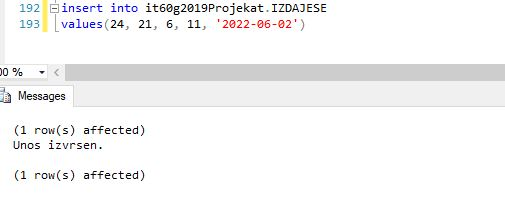 192 insert into it60g2019Projekat.IZDAJESE
193 values(24, 21, 6, 11, '2022-06-02')
00 %
Messages
(1 row(s) affected)
Unos izvrsen.
(1 row(s) affected)